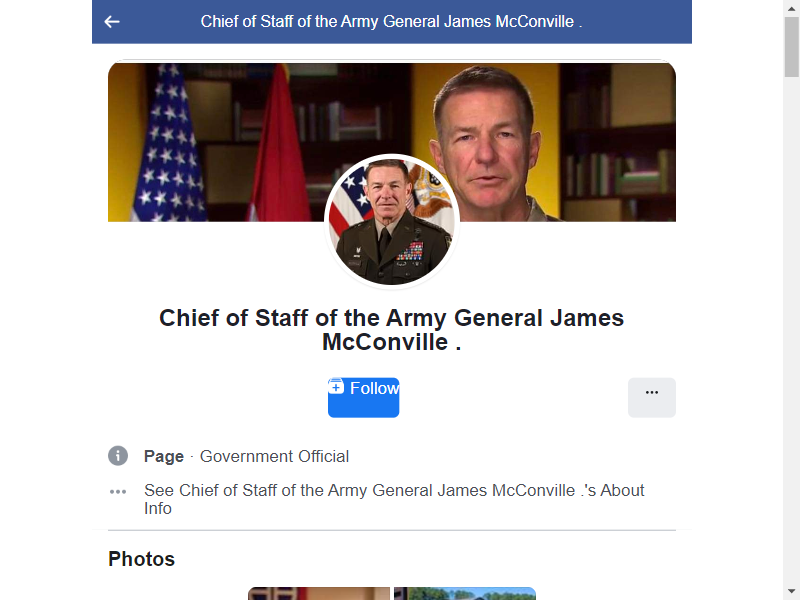 Chief of Staff of the Army General James McConville .
Chief of Staff of the Army General James
McConville .
Follow
...
Page · Government Official
See Chief of Staff of the Army General James McConville .'s About
Info
Photos